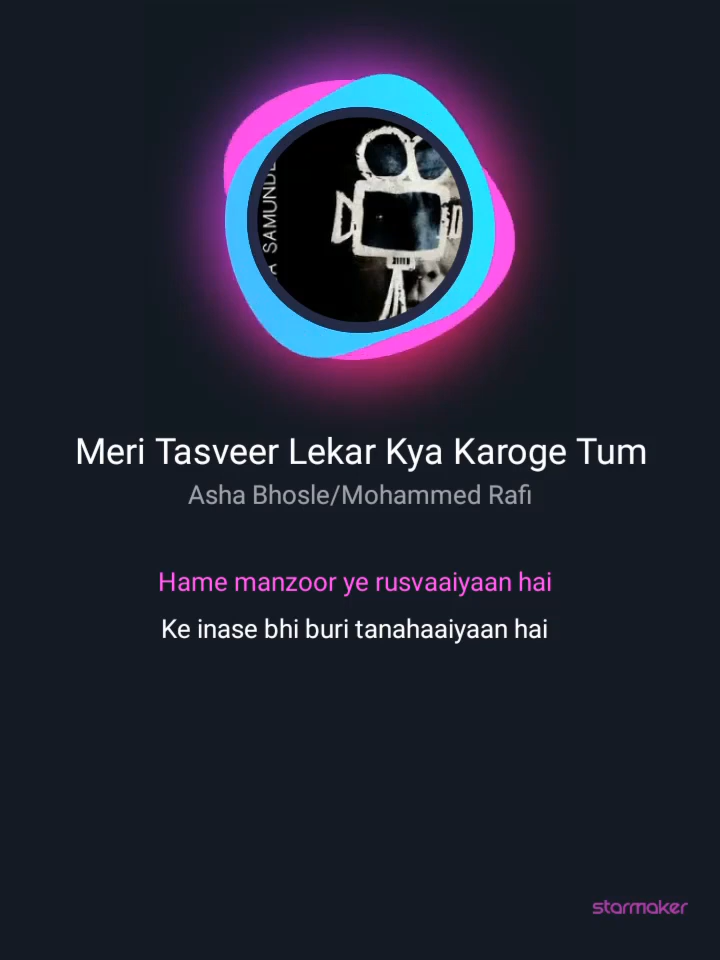 A SAMUNDE
Meri Tasveer Lekar Kya Karoge Tum
Asha Bhosle/Mohammed Rafi
Hame manzoor ye rusvaaiyaan hai
Ke inase bhi buri tanahaaiyaan hai
starmaker